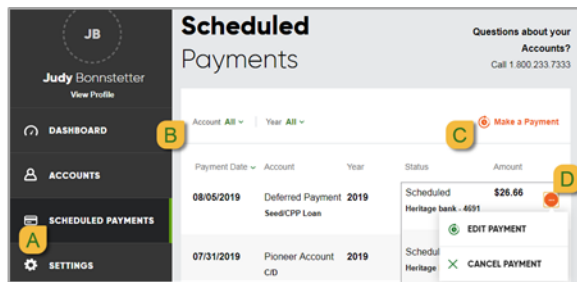 JB
Judy Bonnstetter
View Profile
DASHBOARD
ACCOUNTS
SCHEDULED PAYMENTS
A
SETTINGS
Scheduled
Payments
Questions about your
Accounts?
Call 1.800.233.7333
B
Account All Year All
C
Make a Payment
Payment Date Account Year Status Amount
08/05/2019 Deferred Payment 2019 Scheduled $26.66
D
Seed/CPP Loan Heritage bank - 4691
EDIT PAYMENT
07/31/2019 Pioneer Account 2019 Schedul
C/D Heritage
CANCEL PAYMENT